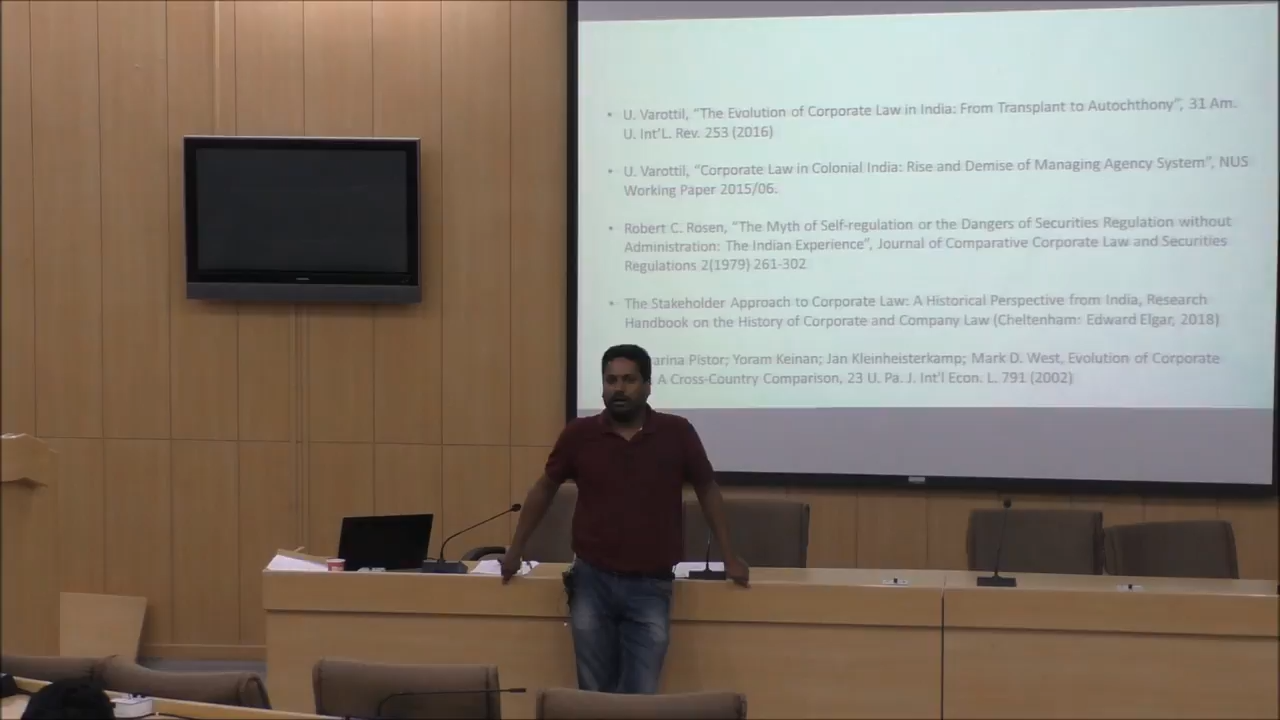 • U. Varottil, “The Evolution of Corporate Law in India: From Transplant to Autochthony”, 31 Am.
U. Int'L. Rev. 253 (2016)
• U. Varottil, “Corporate Law in Colonial India: Rise and Demise of Managing Agency System”, NUS
Working Paper 2015/06.
• Robert C. Rosen, “The Myth of Self-regulation or the Dangers of Securities Regulation without
Administration: The Indian Experience”, Journal of Comparative Corporate Law and Securities
Regulations 2(1979) 261-302
• The Stakeholder Approach to Corporate Law: A Historical Perspective from India, Research
Handbook on the History of Corporate and Company Law (Cheltenham: Edward Elgar, 2018)
arina Pistor; Yoram Keinan; Jan Kleinheisterkamp; Mark D. West, Evolution of Corporate
A Cross-Country Comparison, 23 U. Pa. J. Int'l Econ. L. 791 (2002)